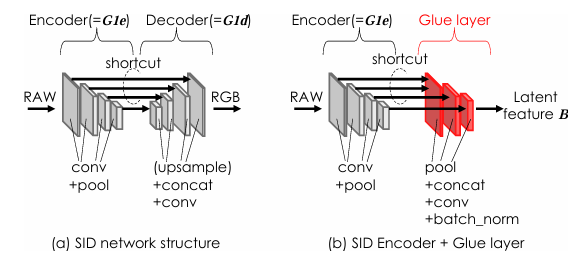 Encoder(=G1e) Decoder(=G1d)
shortcut
RAW RGB
conv
+pool
(upsample)
+concat
+conv
(a) SID network structure
Encoder(=G1e) Glue layer
shortcut
RAW Latent
feature B
conv
+pool
pool
+concat
+conv
+batch_norm
(b) SID Encoder + Glue layer